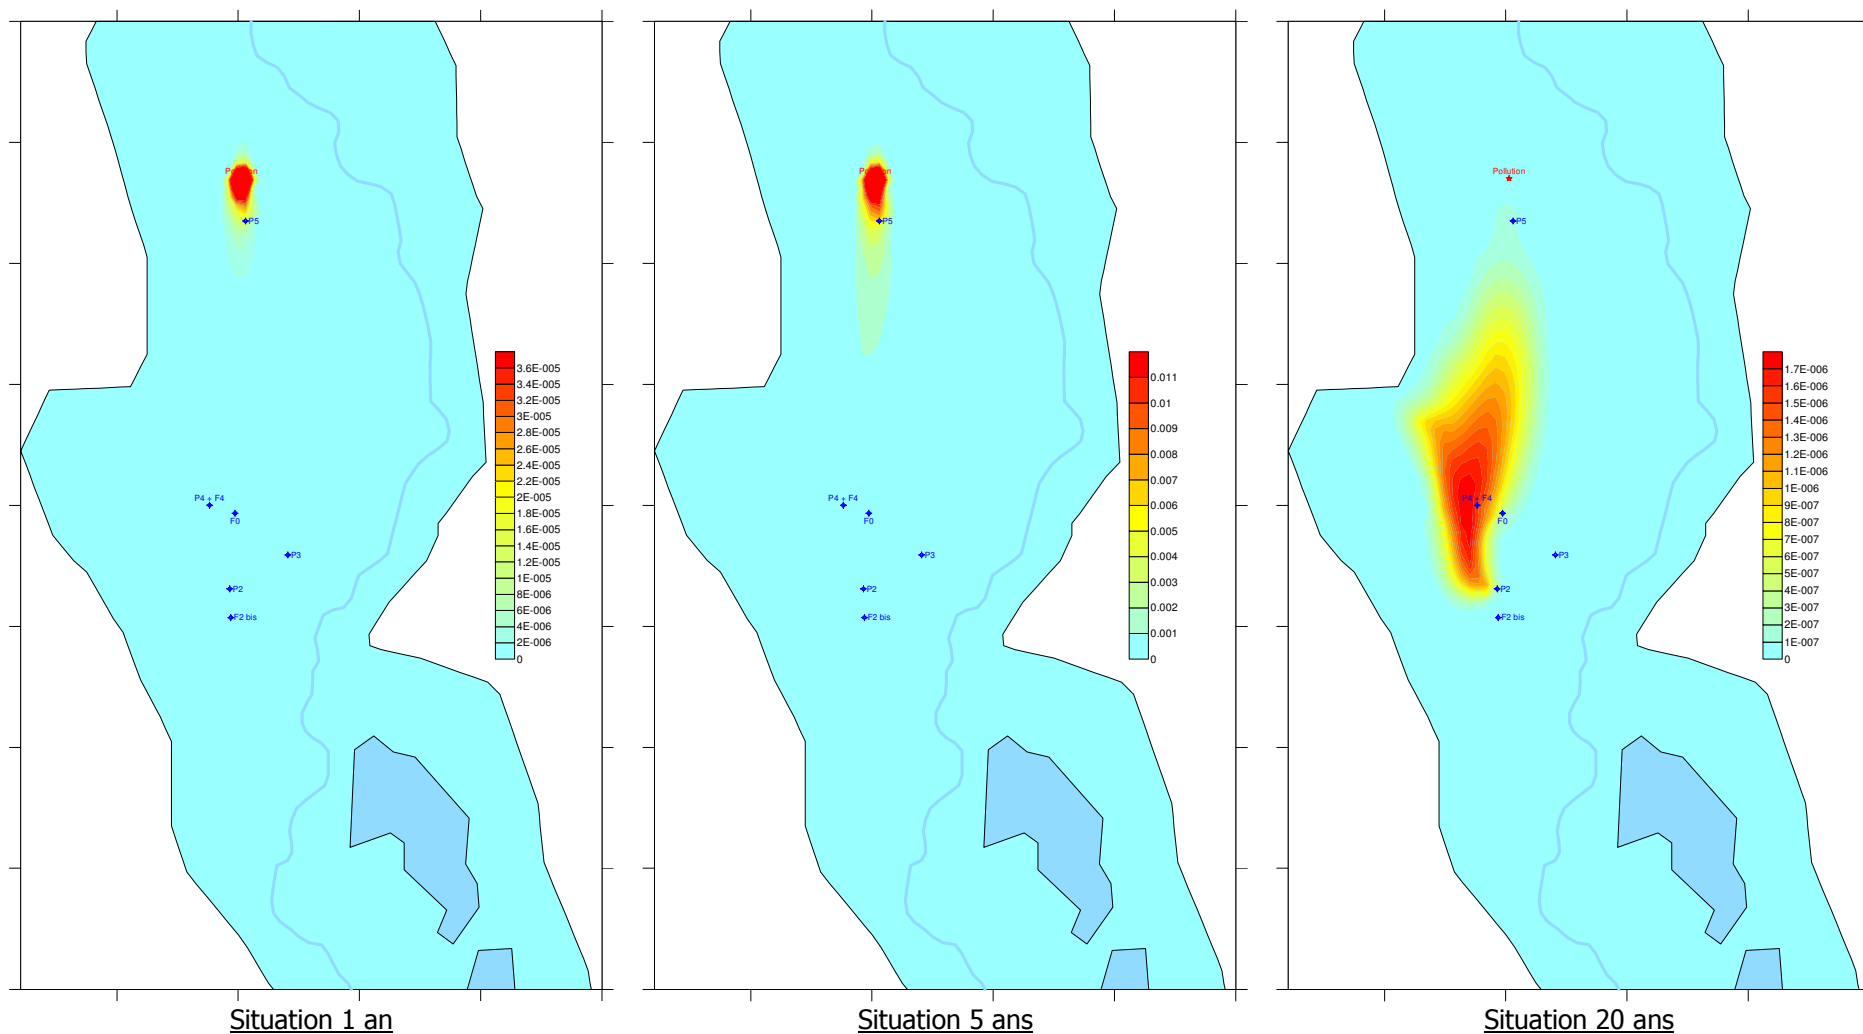 Pollution
P5
3.6E-005
3.4E-005
3.2E-005
3E-005
2.8E-005
2.6E-005
2.4E-005
2.2E-005
2E-005
1.8E-005
1.6E-005
1.4E-005
1.2E-005
1E-005
8E-006
6E-006
4E-006
2E-006
0
P4 + F4
F0
P3
P2
F2 bis
Situation 1 an
Pollution
P5
0.011
0.01
0.009
0.008
0.007
0.006
0.005
0.004
0.003
0.002
0.001
0
P4 + F4
F0
P3
P2
F2 bis
Situation 5 ans
Pollution
P5
1.7E-006
1.6E-006
1.5E-006
1.4E-006
1.3E-006
1.2E-006
1.1E-006
1E-006
9E-007
8E-007
7E-007
6E-007
5E-007
4E-007
3E-007
2E-007
1E-007
0
P4 + F4
F0
P3
P2
F2 bis
Situation 20 ans